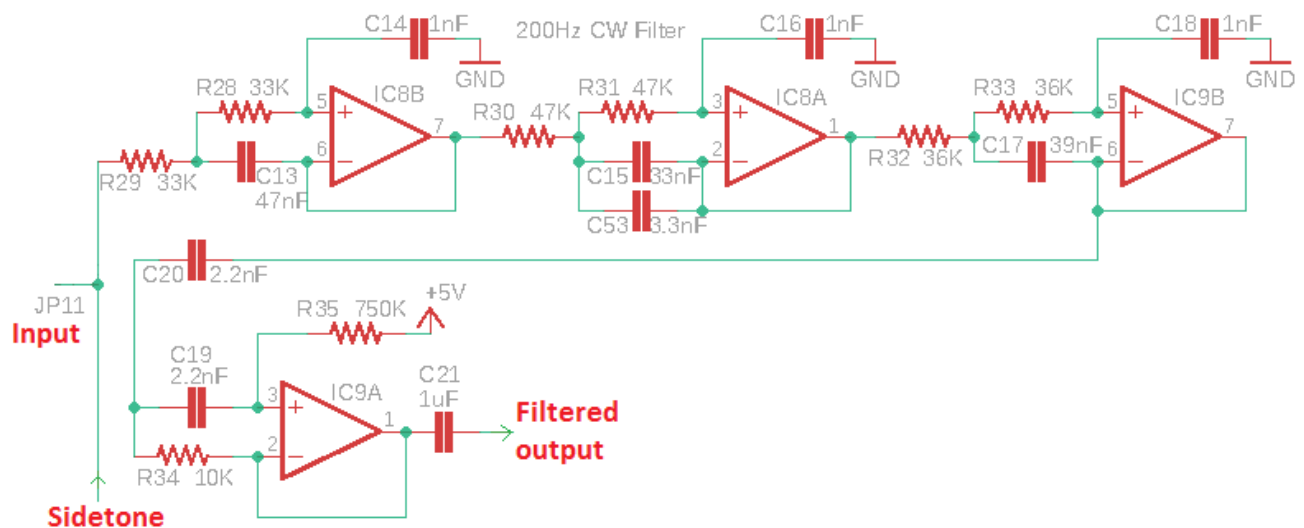 C14 1nF
200Hz CW Filter
C16 1nF
C18 1nF
GND
GND
GND
R28 33K
5
+
IC8B
7
6
−
R29 33K
C13
47nF
R30 47K
R31 47K
3
+
IC8A
1
2
−
C15 33nF
C53 3.3nF
R32 36K
R33 36K
5
+
IC9B
7
C17 39nF
6
−
C20 2.2nF
JP11
Input
R35 750K
+5V
C19
2.2nF
3
+
IC9A
1
2
−
R34 10K
C21
1uF
Filtered
output
Sidetone